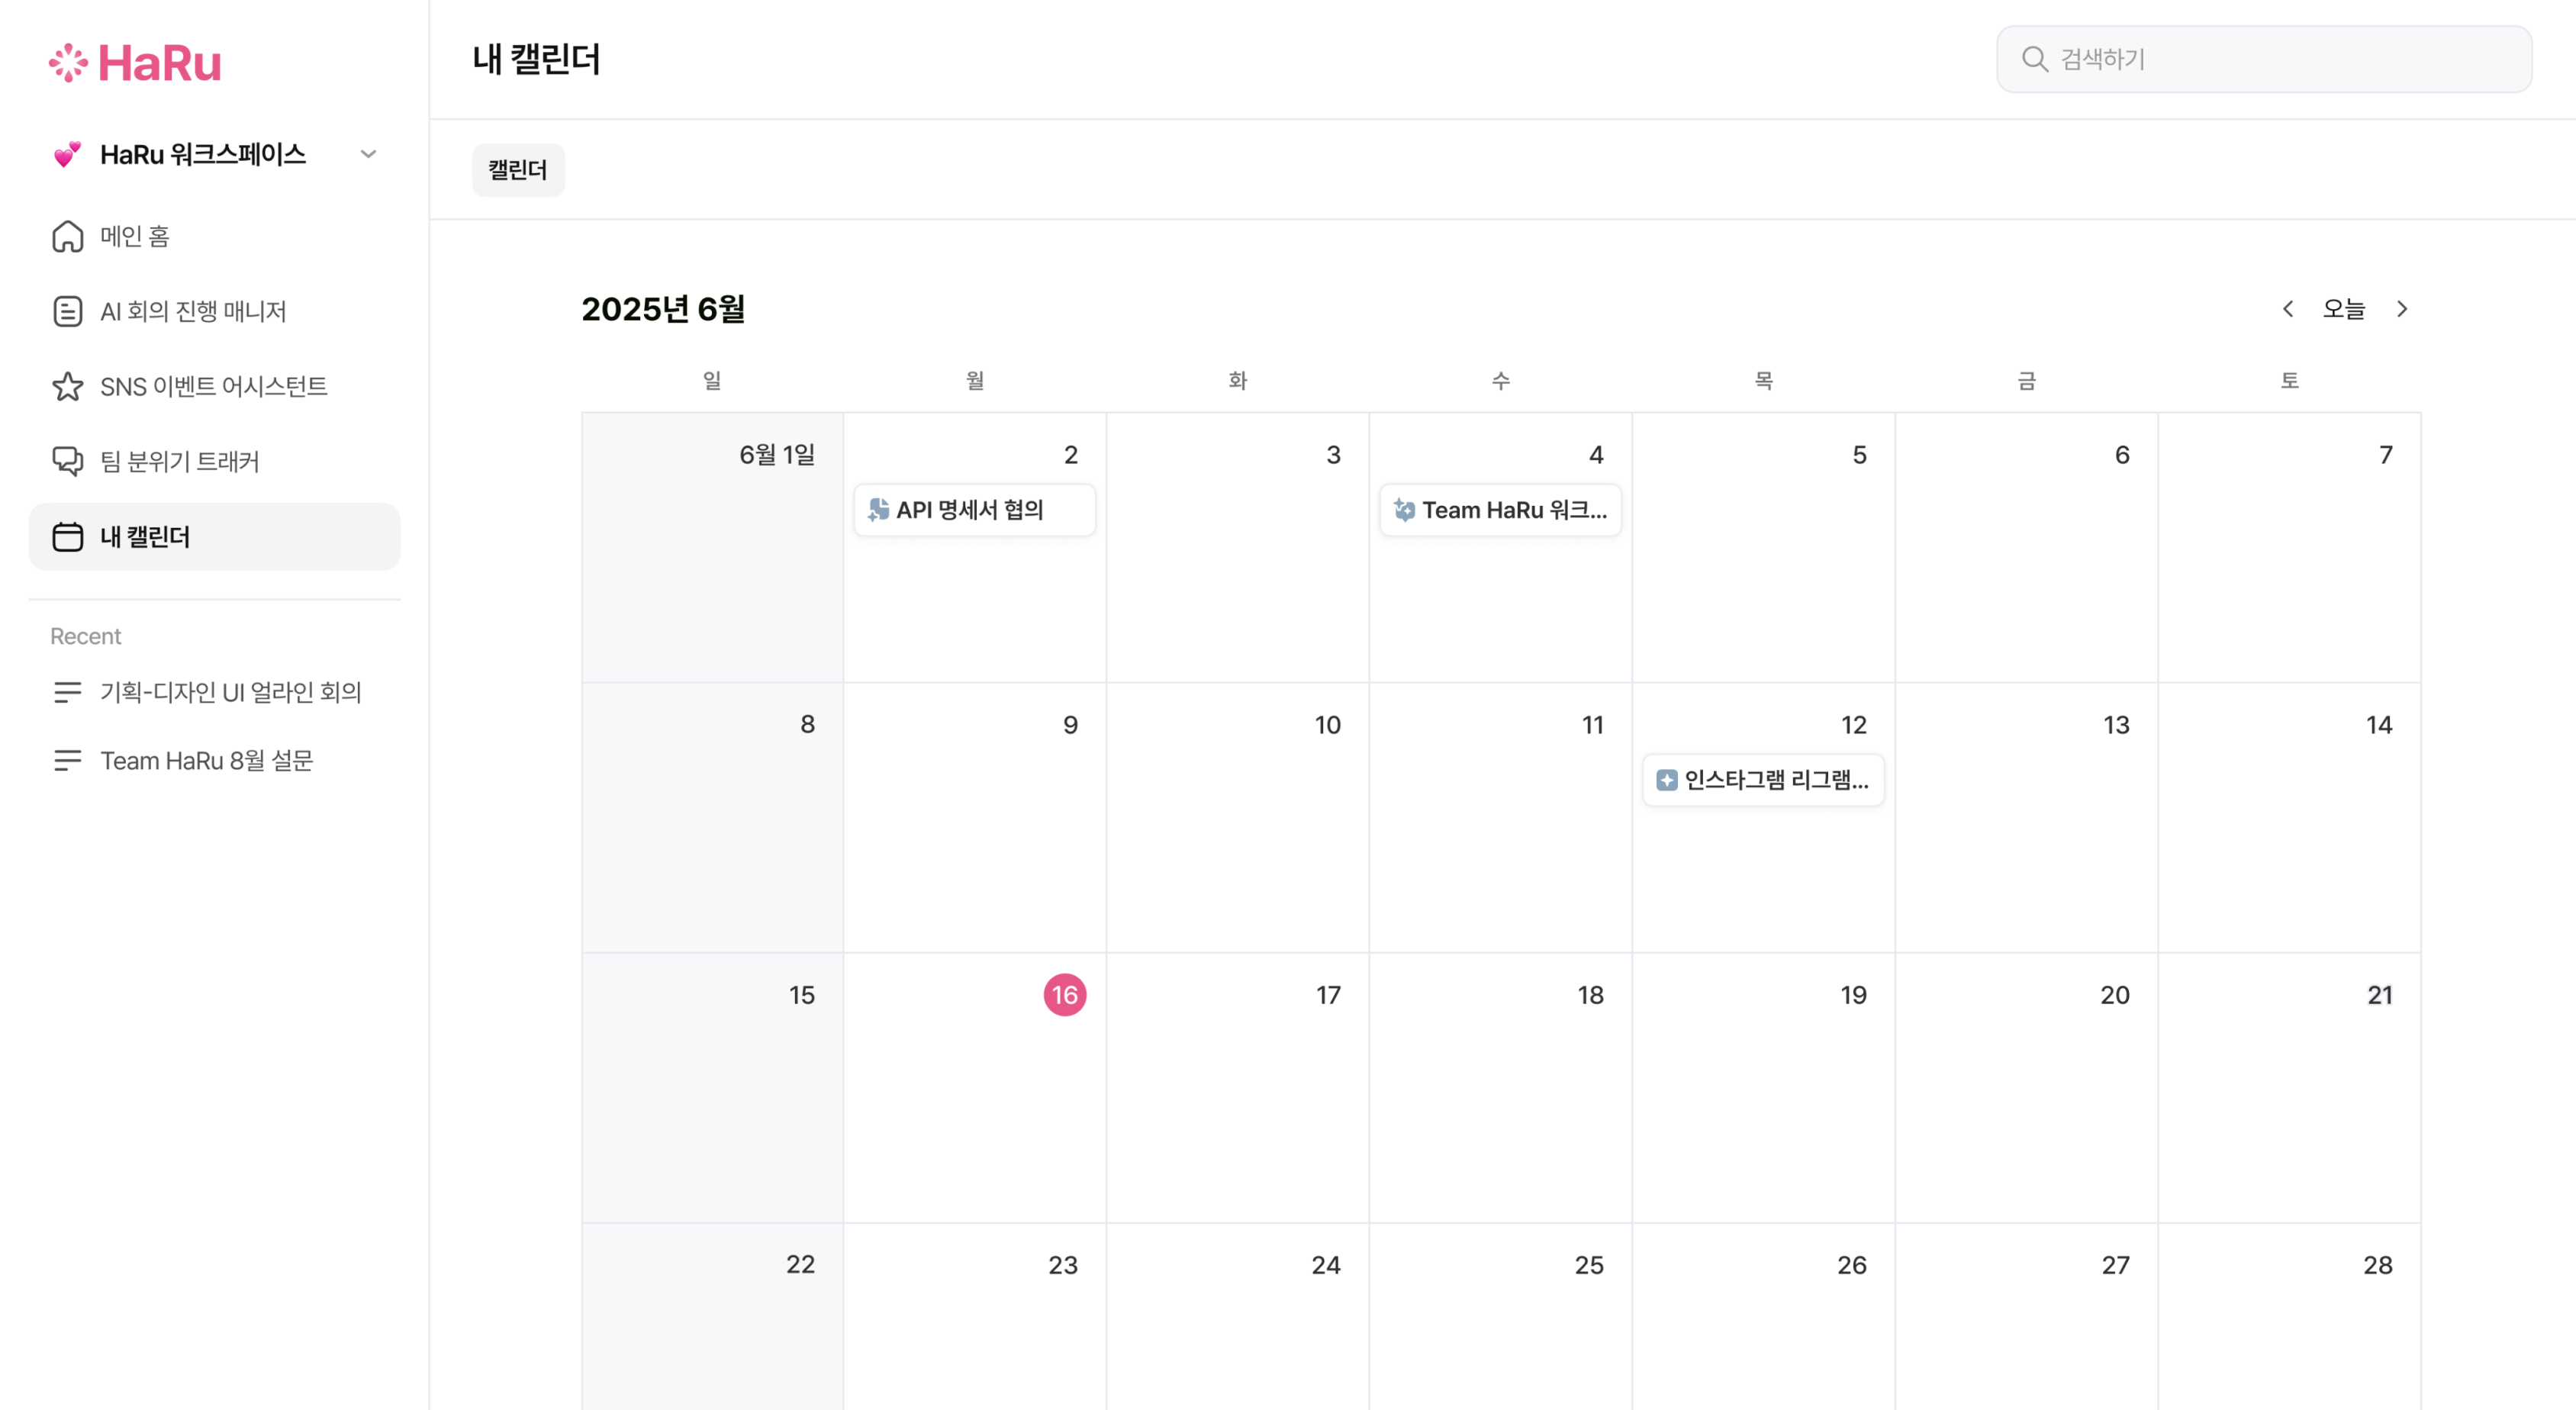 HaRu
HaRu 워크스페이스
메인 홈
AI 회의 진행 매니저
SNS 이벤트 어시스턴트
팀 분위기 트래커
내 캘린더
Recent
기획-디자인 UI 얼라인 회의
Team HaRu 8월 설문
내 캘린더
검색하기
캘린더
2025년 6월
오늘
일 월 화 수 목 금 토
6월 1일 2 3 4 5 6 7
API 명세서 협의 Team HaRu 워크...
8 9 10 11 12 13 14
인스타그램 리그램...
15 16 17 18 19 20 21
22 23 24 25 26 27 28